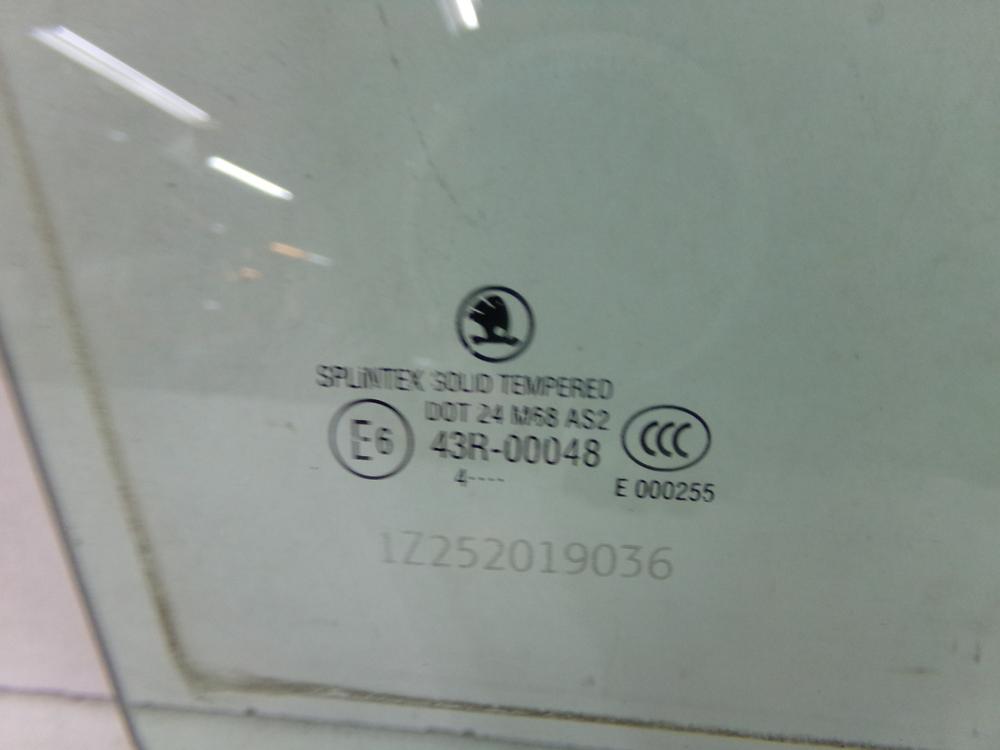 SPLINTEX SOLID TEMPERED
DOT 24 M68 AS2
E6 43R-00048 CCC
4----
E 000255
1Z252019036